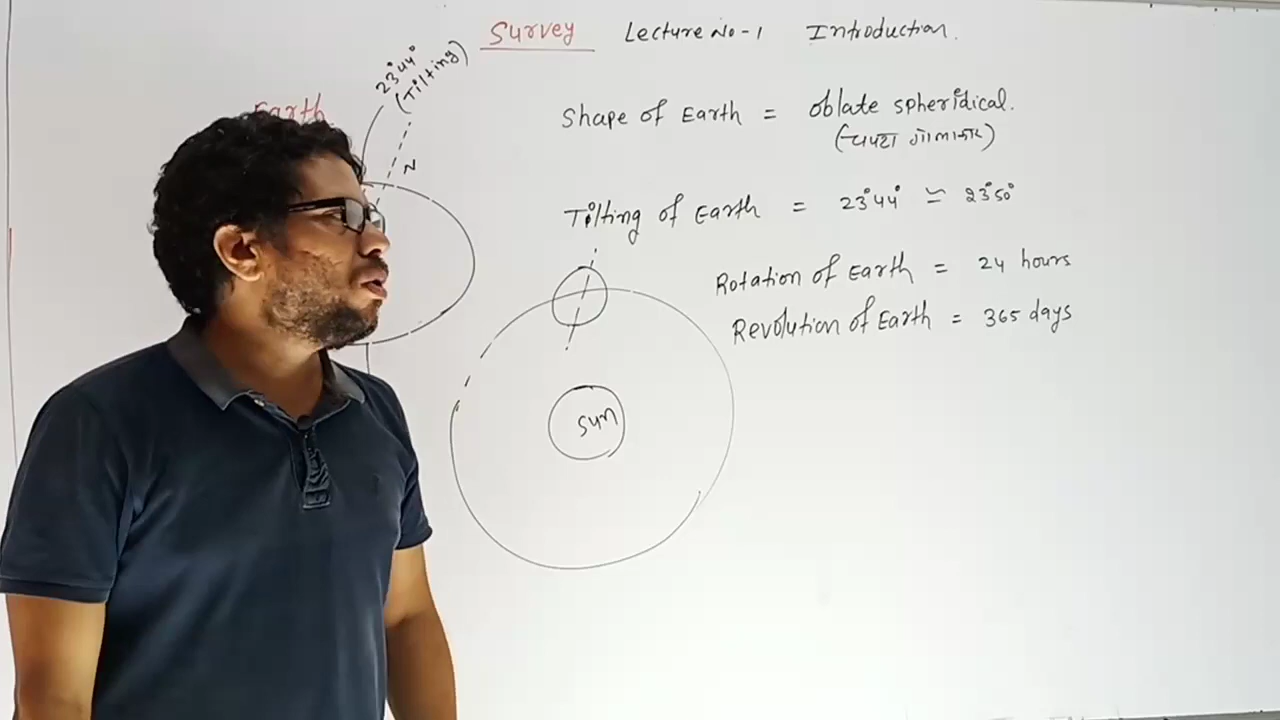 Survey Lecture No-1 Introduction.
23°44°
(Tilting)
Earth
N
Shape of Earth = oblate spheridical.
(चपटा गोलाकार)
Tilting of Earth = 23°44° ≃ 23°50°
Rotation of Earth = 24 hours
Revolution of Earth = 365 days
Sun